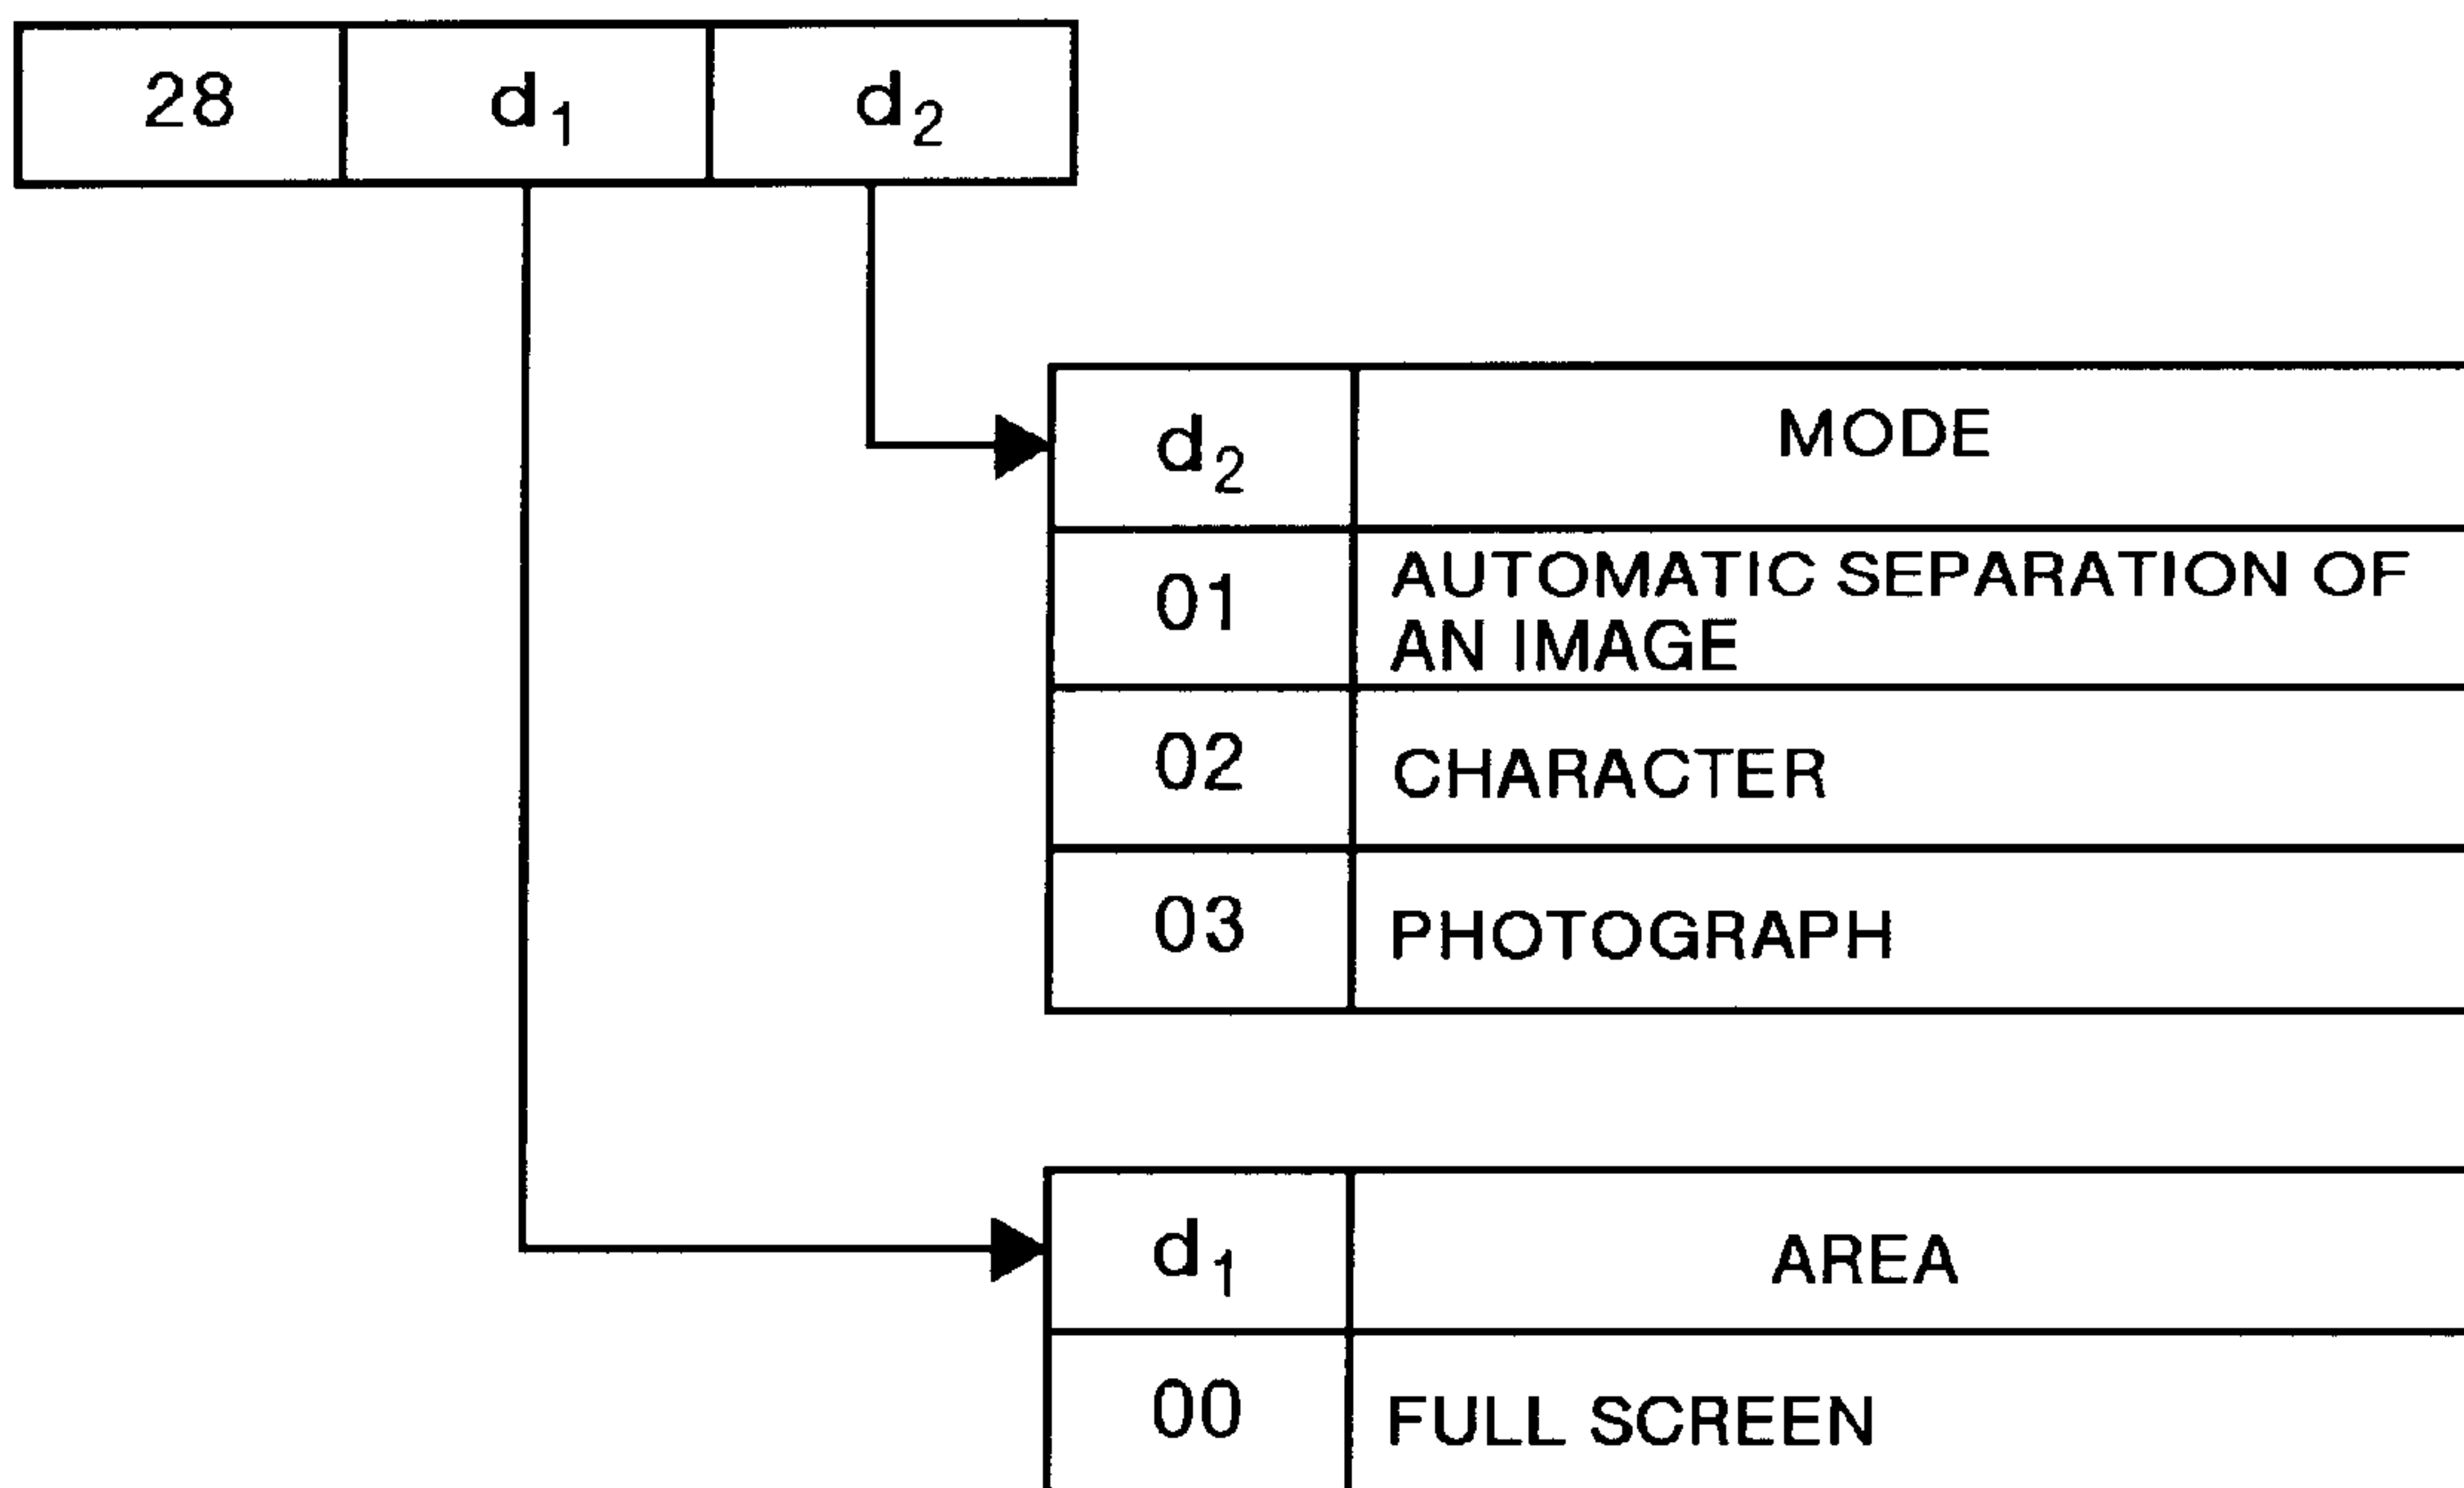 28 d₁ d₂
d₂ MODE
01 AUTOMATIC SEPARATION OF
AN IMAGE
02 CHARACTER
03 PHOTOGRAPH
d₁ AREA
00 FULL SCREEN